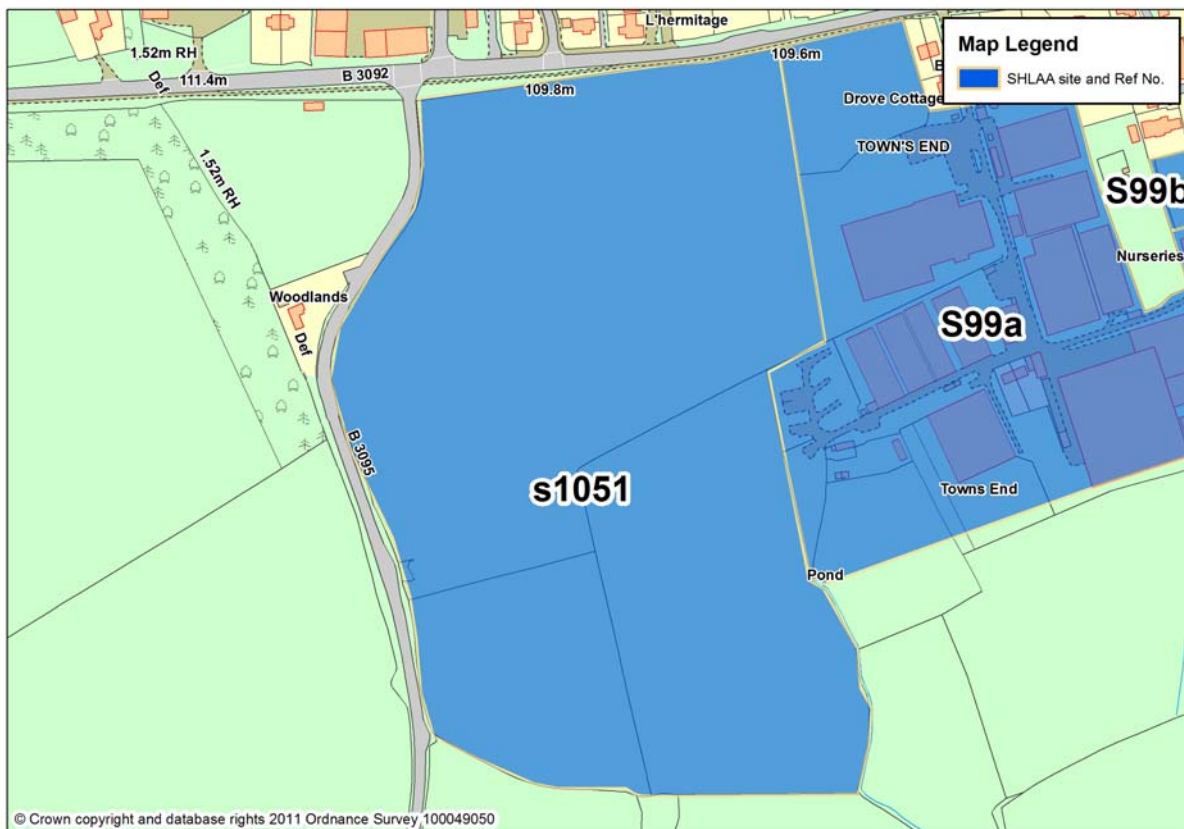 L'hermitage
1.52m RH
111.4m
Def
B 3092
109.6m
109.8m
Map Legend
SHLAA site and Ref No.
Drove Cottage
TOWN'S END
1.52m RH
S99b
Nurseries
Woodlands
Def
S99a
B 3095
s1051
Towns End
Pond
© Crown copyright and database rights 2011 Ordnance Survey 100049050